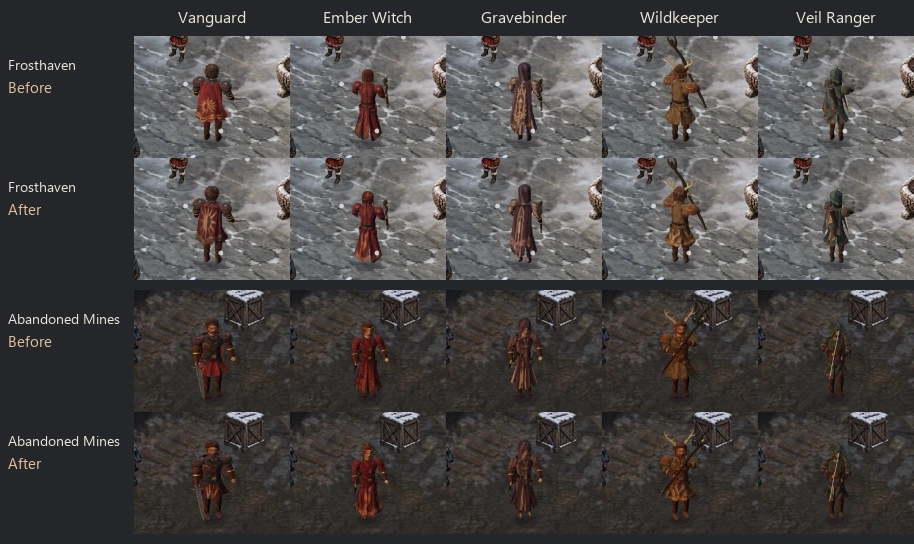 Vanguard Ember Witch Gravebinder Wildkeeper Veil Ranger
Frosthaven
Before
Frosthaven
After
Abandoned Mines
Before
Abandoned Mines
After